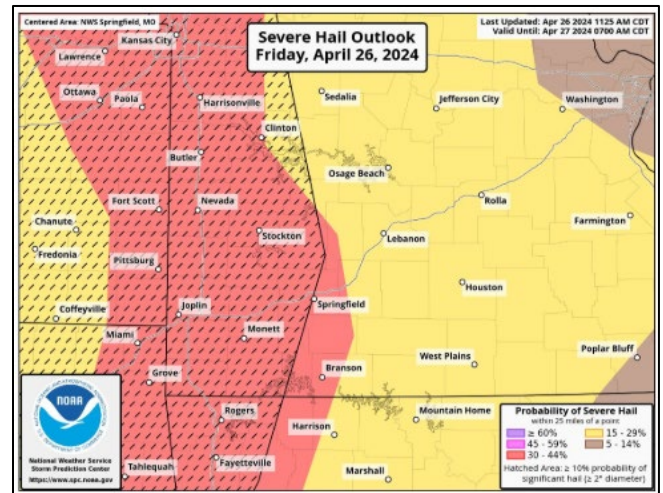 Centered Area: NWS Springfield, MO
Severe Hail Outlook
Friday, April 26, 2024
Last Updated: Apr 26 2024 1125 AM CDT
Valid Until: Apr 27 2024 0700 AM CDT
Kansas City
Lawrence
Ottawa
Paola
Harrisonville
Sedalia
Jefferson City
Washington
Clinton
Butler
Osage Beach
Fort Scott
Nevada
Rolla
Chanute
Stockton
Lebanon
Farmington
Fredonia
Pittsburg
Houston
Coffeyville
Joplin
Springfield
Miami
Monett
West Plains
Poplar Bluff
Grove
Branson
Rogers
Harrison
Mountain Home
Tahlequah
Fayetteville
Marshall
NOAA
National Weather Service
Storm Prediction Center
https://www.spc.noaa.gov
Probability of Severe Hail
within 25 miles of a point
≥ 60%
15 - 29%
45 - 59%
5 - 14%
30 - 44%
Hatched Area: ≥ 10% probability of
significant hail (≥ 2" diameter)